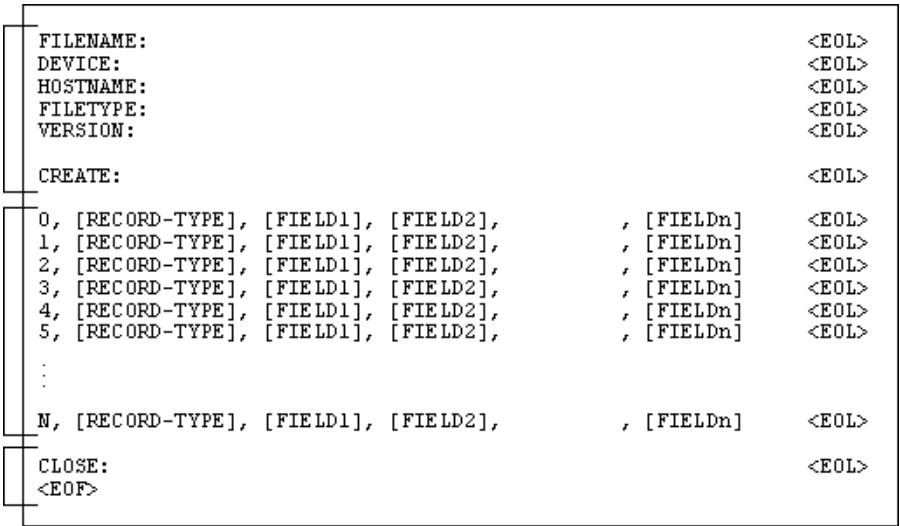 FILENAME: <EOL>
DEVICE: <EOL>
HOSTNAME: <EOL>
FILETYPE: <EOL>
VERSION: <EOL>
CREATE: <EOL>
0, [RECORD-TYPE], [FIELD1], [FIELD2], , [FIELDn] <EOL>
1, [RECORD-TYPE], [FIELD1], [FIELD2], , [FIELDn] <EOL>
2, [RECORD-TYPE], [FIELD1], [FIELD2], , [FIELDn] <EOL>
3, [RECORD-TYPE], [FIELD1], [FIELD2], , [FIELDn] <EOL>
4, [RECORD-TYPE], [FIELD1], [FIELD2], , [FIELDn] <EOL>
5, [RECORD-TYPE], [FIELD1], [FIELD2], , [FIELDn] <EOL>
⋮
N, [RECORD-TYPE], [FIELD1], [FIELD2], , [FIELDn] <EOL>
CLOSE: <EOL>
<EOF>